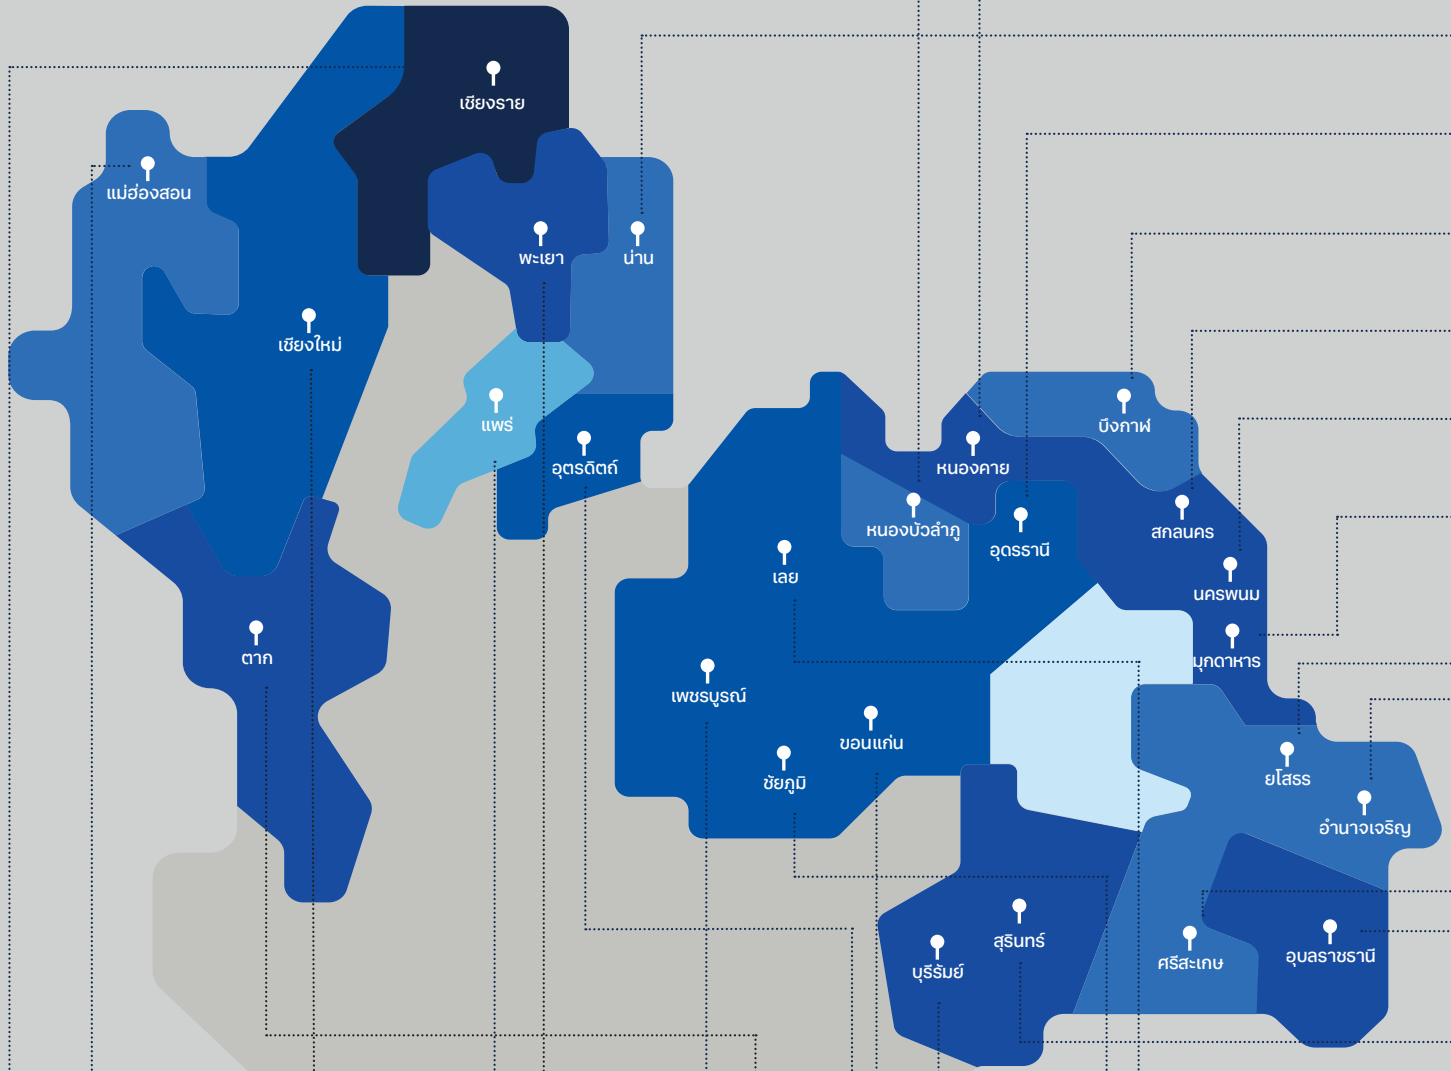 เชียงราย
แม่ฮ่องสอน
พะเยา
น่าน
เชียงใหม่
แพร่
อุตรดิตถ์
ตาก
บึงกาฬ
หนองคาย
หนองบัวลำภู
อุดรธานี
สกลนคร
เลย
นครพนม
มุกดาหาร
เพชรบูรณ์
ขอนแก่น
ชัยภูมิ
ยโสธร
อำนาจเจริญ
สุรินทร์
บุรีรัมย์
ศรีสะเกษ
อุบลราชธานี